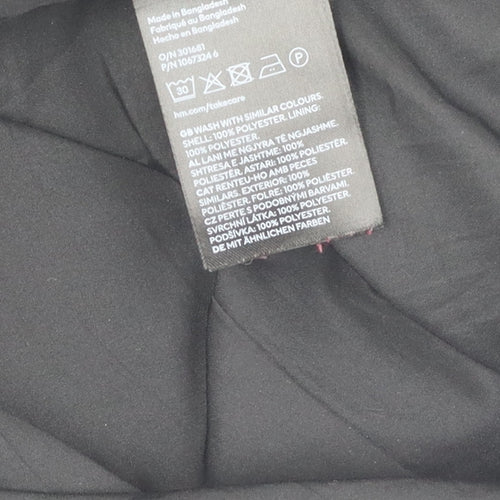 Made in Bangladesh
Fabriqué au Bangladesh
Hecho en Bangladesh
O/N 301681
P/N 1067324 6
30
P
hm.com/takecare
GB WASH WITH SIMILAR COLOURS.
SHELL: 100% POLYESTER. LINING:
100% POLYESTER.
AL LANI ME NGJYRA TË NGJASHME.
SHTRESA E JASHTME: 100%
POLIESTËR. ASTARI: 100% POLIESTËR.
CAT RENTEU-HO AMB PECES
SIMILARS. EXTERIOR: 100%
POLIÈSTER. FOLRE: 100% POLIÈSTER.
CZ PERTE S PODOBNÝMI BARVAMI.
SVRCHNÍ LÁTKA: 100% POLYESTER.
PODŠÍVKA: 100% POLYESTER.
DE MIT ÄHNLICHEN FARBEN